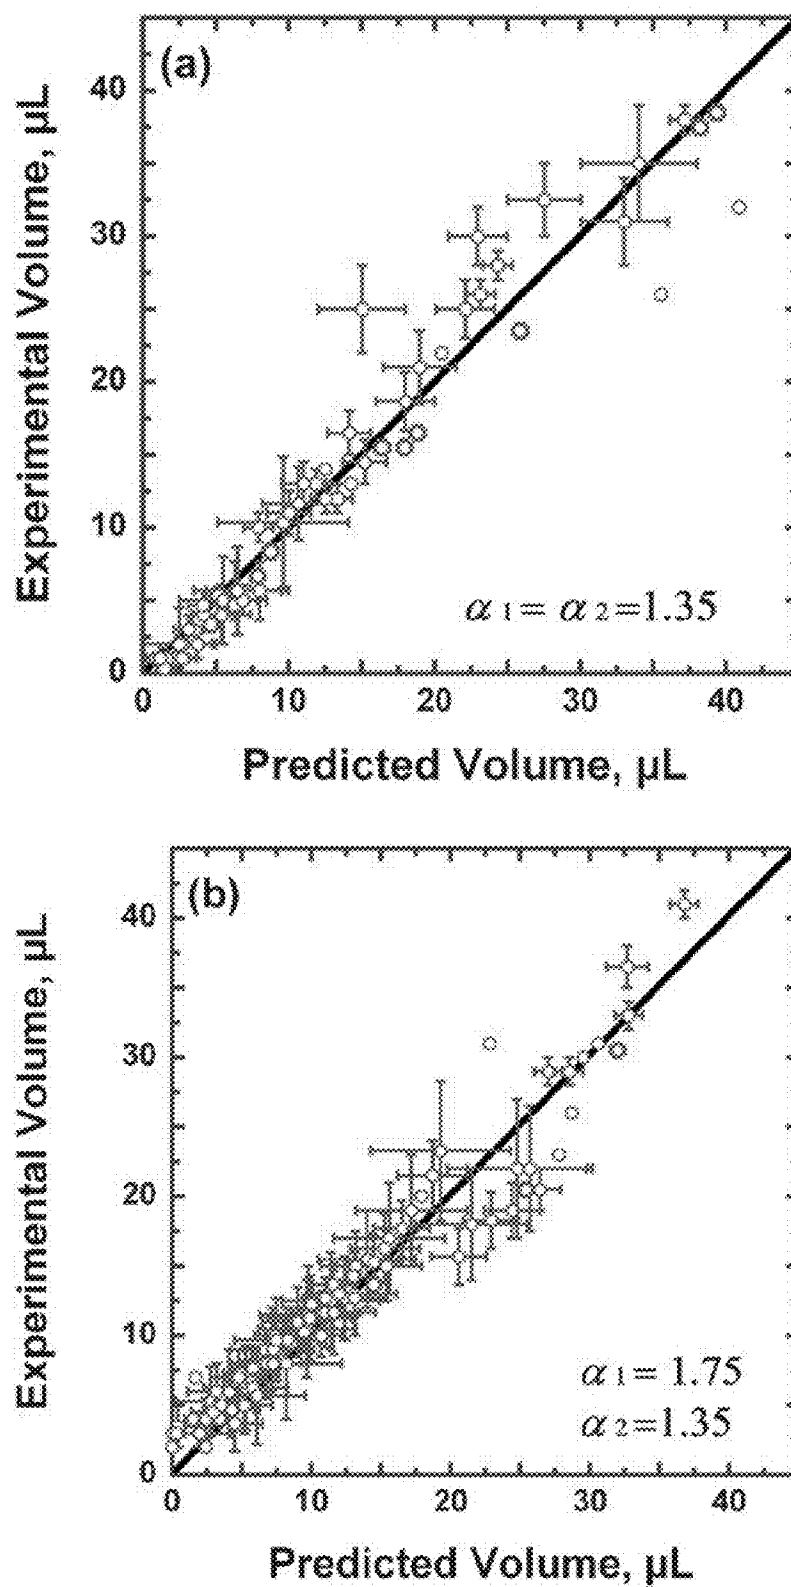 (a)
Experimental Volume, μL
40
30
20
10
0
α1 = α2=1.35
0 10 20 30 40
Predicted Volume, μL
(b)
Experimental Volume, μL
40
30
20
10
0
α1 = 1.75
α2=1.35
0 10 20 30 40
Predicted Volume, μL